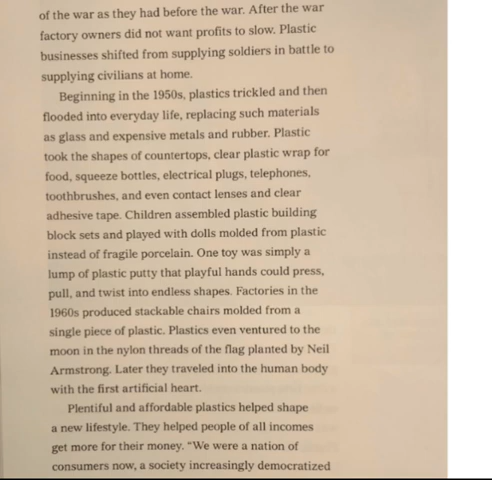 of the war as they had before the war. After the war
factory owners did not want profits to slow. Plastic
businesses shifted from supplying soldiers in battle to
supplying civilians at home.
Beginning in the 1950s, plastics trickled and then
flooded into everyday life, replacing such materials
as glass and expensive metals and rubber. Plastic
took the shapes of countertops, clear plastic wrap for
food, squeeze bottles, electrical plugs, telephones,
toothbrushes, and even contact lenses and clear
adhesive tape. Children assembled plastic building
block sets and played with dolls molded from plastic
instead of fragile porcelain. One toy was simply a
lump of plastic putty that playful hands could press,
pull, and twist into endless shapes. Factories in the
1960s produced stackable chairs molded from a
single piece of plastic. Plastics even ventured to the
moon in the nylon threads of the flag planted by Neil
Armstrong. Later they traveled into the human body
with the first artificial heart.
Plentiful and affordable plastics helped shape
a new lifestyle. They helped people of all incomes
get more for their money. “We were a nation of
consumers now, a society increasingly democratized